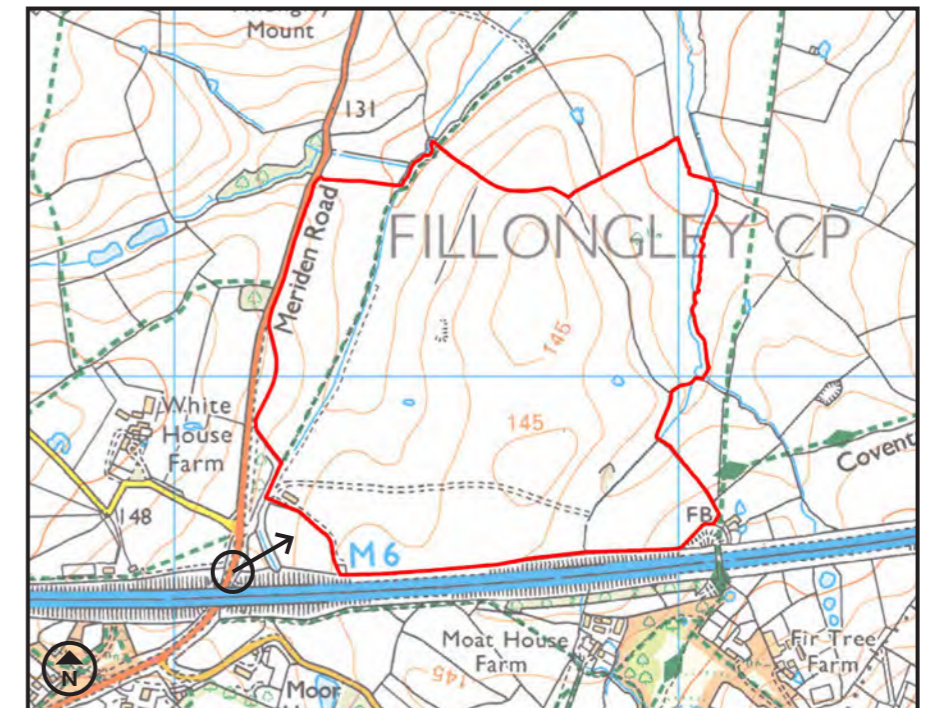 Mount
131
Meriden Road
FILLONGLEY CP
145
White
House
Farm
145
Covent
148
FB
M6
Moat House
Farm
Fir Tree
Farm
145
Moor
N